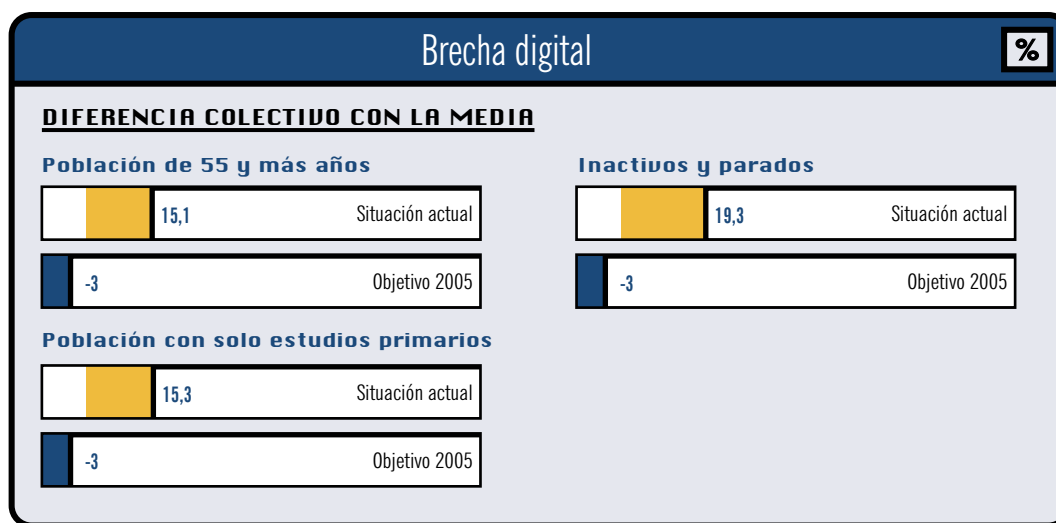 Brecha digital
%
DIFERENCIA COLECTIVO CON LA MEDIA
Población de 55 y más años
15,1 Situación actual
-3 Objetivo 2005
Inactivos y parados
19,3 Situación actual
-3 Objetivo 2005
Población con solo estudios primarios
15,3 Situación actual
-3 Objetivo 2005